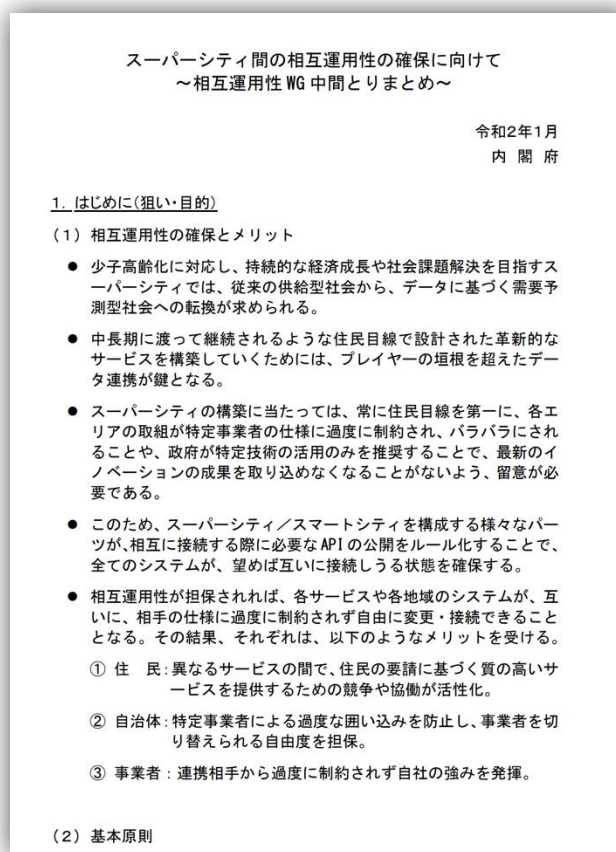 スーパーシティ間の相互運用性の確保に向けて
～相互運用性 WG 中間とりまとめ～
令和2年1月
内 閣 府
1. はじめに(狙い・目的)
(1) 相互運用性の確保とメリット
● 少子高齢化に対応し、持続的な経済成長や社会課題解決を目指すス
ーパーシティでは、従来の供給型社会から、データに基づく需要予
測型社会への転換が求められる。
● 中長期に渡って継続されるような住民目線で設計された革新的な
サービスを構築していくためには、プレイヤーの垣根を超えたデー
タ連携が鍵となる。
● スーパーシティの構築に当たっては、常に住民目線を第一に、各エ
リアの取組が特定事業者の仕様に過度に制約され、バラバラにされ
ることや、政府が特定技術の活用のみを推奨することで、最新のイ
ノベーションの成果を取り込めなくなることがないよう、留意が必
要である。
● このため、スーパーシティ／スマートシティを構成する様々なパー
ツが、相互に接続する際に必要な API の公開をルール化することで、
全てのシステムが、望めば互いに接続しうる状態を確保する。
● 相互運用性が担保されれば、各サービスや各地域のシステムが、互
いに、相手の仕様に過度に制約されず自由に変更・接続できること
となる。その結果、それぞれは、以下のようなメリットを受ける。
① 住 民：異なるサービスの間で、住民の要請に基づく質の高いサ
ービスを提供するための競争や協働が活性化。
② 自治体：特定事業者による過度な囲い込みを防止し、事業者を切
り替えられる自由度を担保。
③ 事業者：連携相手から過度に制約されず自社の強みを発揮。
(2) 基本原則